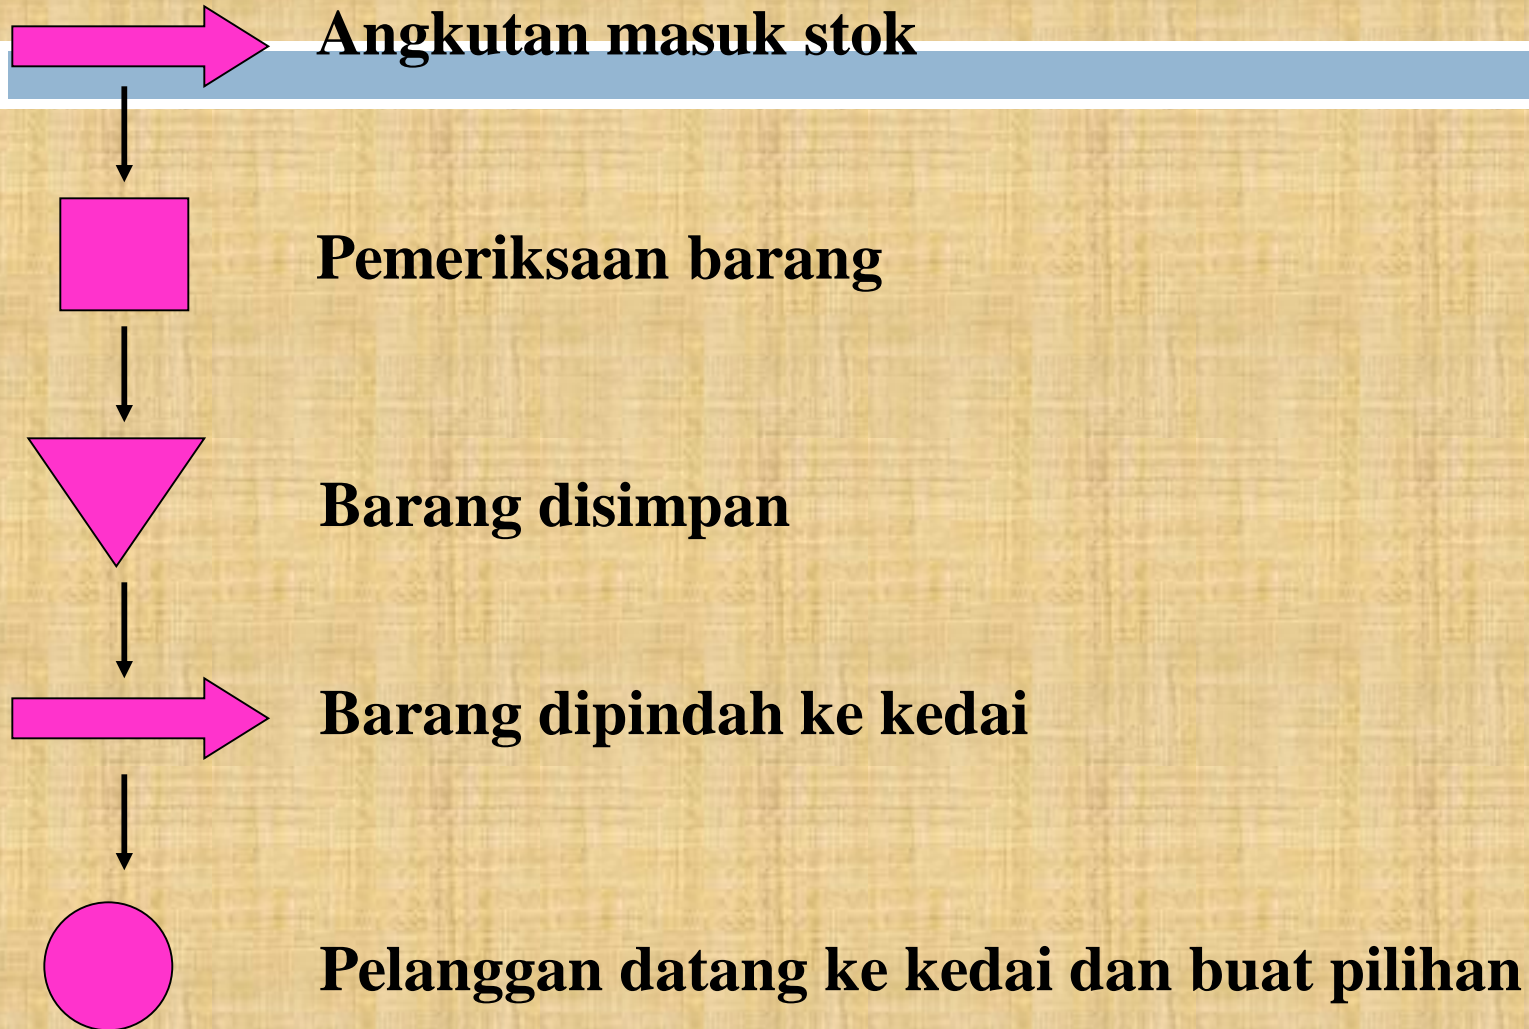 Angkutan masuk stok
Pemeriksaan barang
Barang disimpan
Barang dipindah ke kedai
Pelanggan datang ke kedai dan buat pilihan